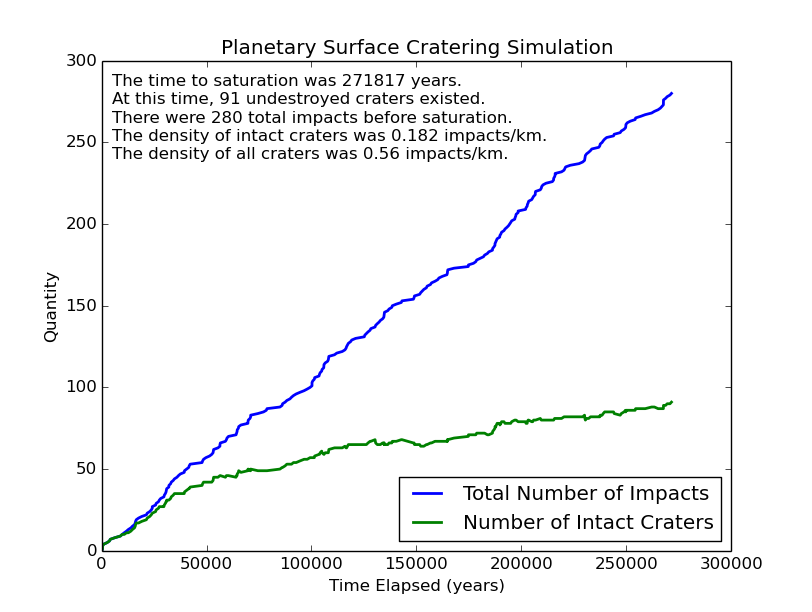 Planetary Surface Cratering Simulation
The time to saturation was 271817 years.
At this time, 91 undestroyed craters existed.
There were 280 total impacts before saturation.
The density of intact craters was 0.182 impacts/km.
The density of all craters was 0.56 impacts/km.
300
250
200
150
100
50
0
Quantity
Total Number of Impacts
Number of Intact Craters
0 50000 100000 150000 200000 250000 300000
Time Elapsed (years)